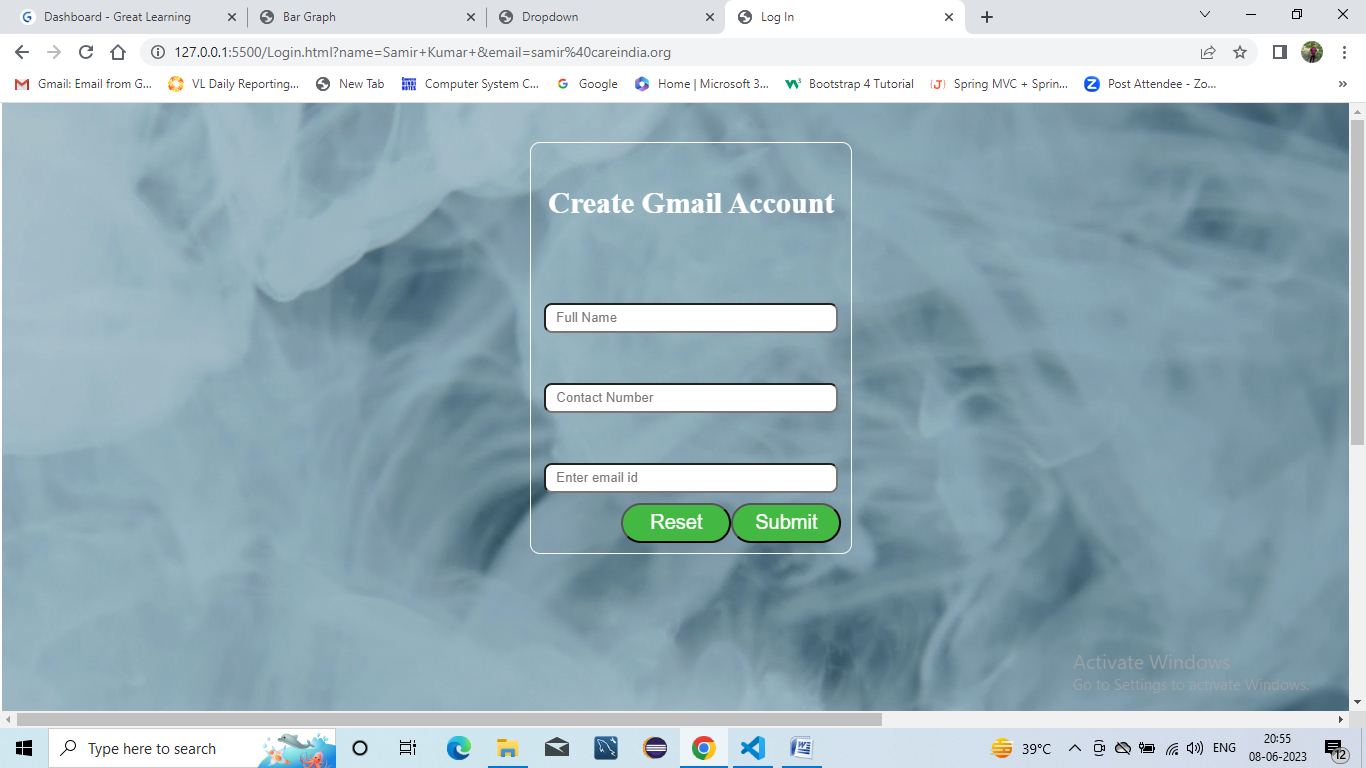 Dashboard - Great Learning
Bar Graph
Dropdown
Log In
127.0.0.1:5500/Login.html?name=Samir+Kumar+&email=samir%40careindia.org
Gmail: Email from G...
VL Daily Reporting...
New Tab
Computer System C...
Google
Home | Microsoft 3...
Bootstrap 4 Tutorial
Spring MVC + Sprin...
Post Attendee - Zo...
»
Create Gmail Account
Full Name
Contact Number
Enter email id
Reset Submit
Activate Windows
Go to Settings to activate Windows.
Type here to search
39°C
ENG
20:55
08-06-2023
12